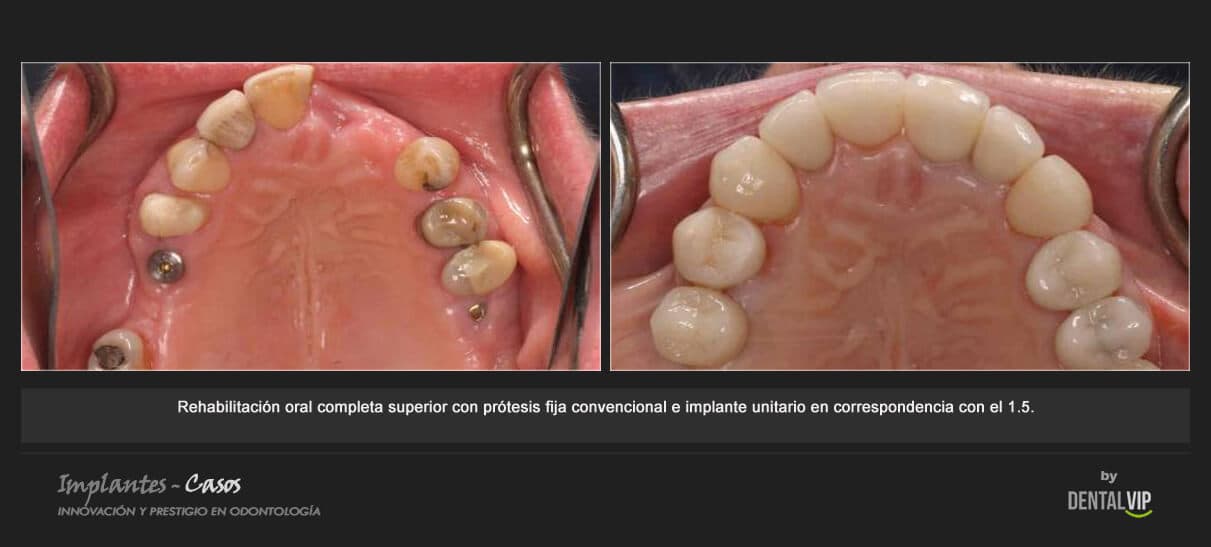 Rehabilitación oral completa superior con prótesis fija convencional e implante unitario en correspondencia con el 1.5.
Implantes - Casos
INNOVACIÓN Y PRESTIGIO EN ODONTOLOGÍA
by
DENTALVIP